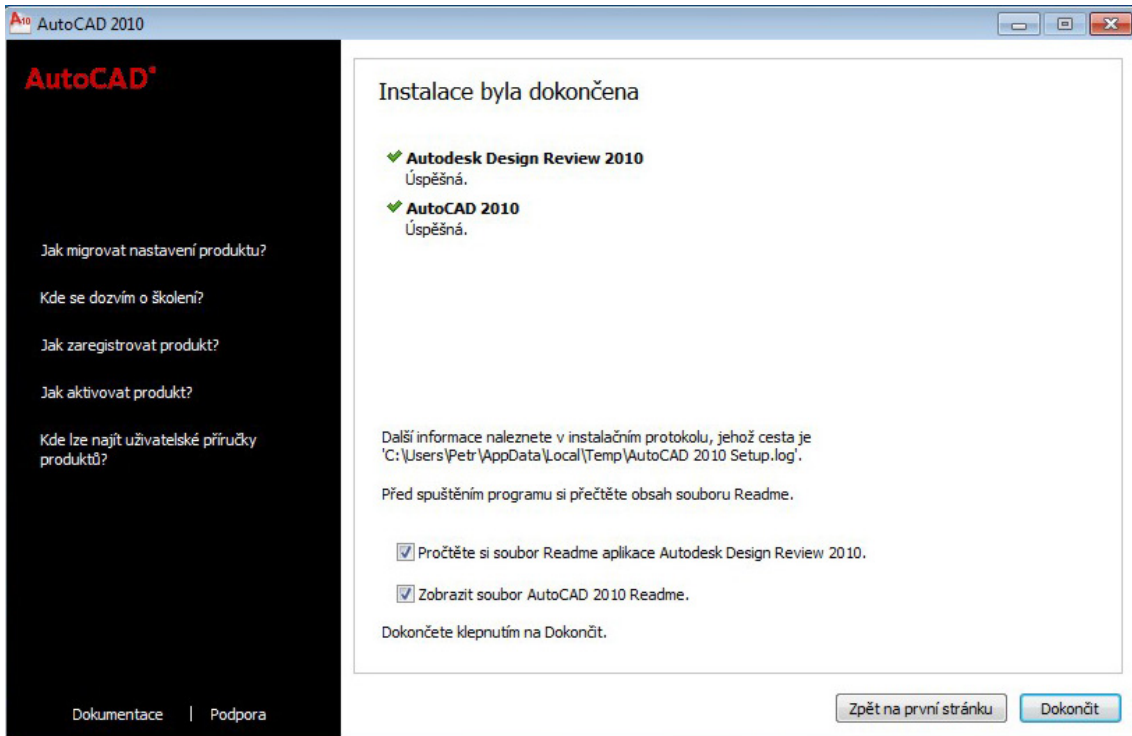 AutoCAD 2010
AutoCAD®
Jak migrovat nastavení produktu?
Kde se dozvím o školení?
Jak zaregistrovat produkt?
Jak aktivovat produkt?
Kde lze najít uživatelské příručky
produktů?
Dokumentace | Podpora
Instalace byla dokončena
Autodesk Design Review 2010
Úspěšná.
AutoCAD 2010
Úspěšná.
Další informace naleznete v instalačním protokolu, jehož cesta je
'C:\Users\Petr\AppData\Local\Temp\AutoCAD 2010 Setup.log'.
Před spuštěním programu si přečtěte obsah souboru Readme.
Pročtěte si soubor Readme aplikace Autodesk Design Review 2010.
Zobrazit soubor AutoCAD 2010 Readme.
Dokončete klepnutím na Dokončit.
Zpět na první stránku
Dokončit